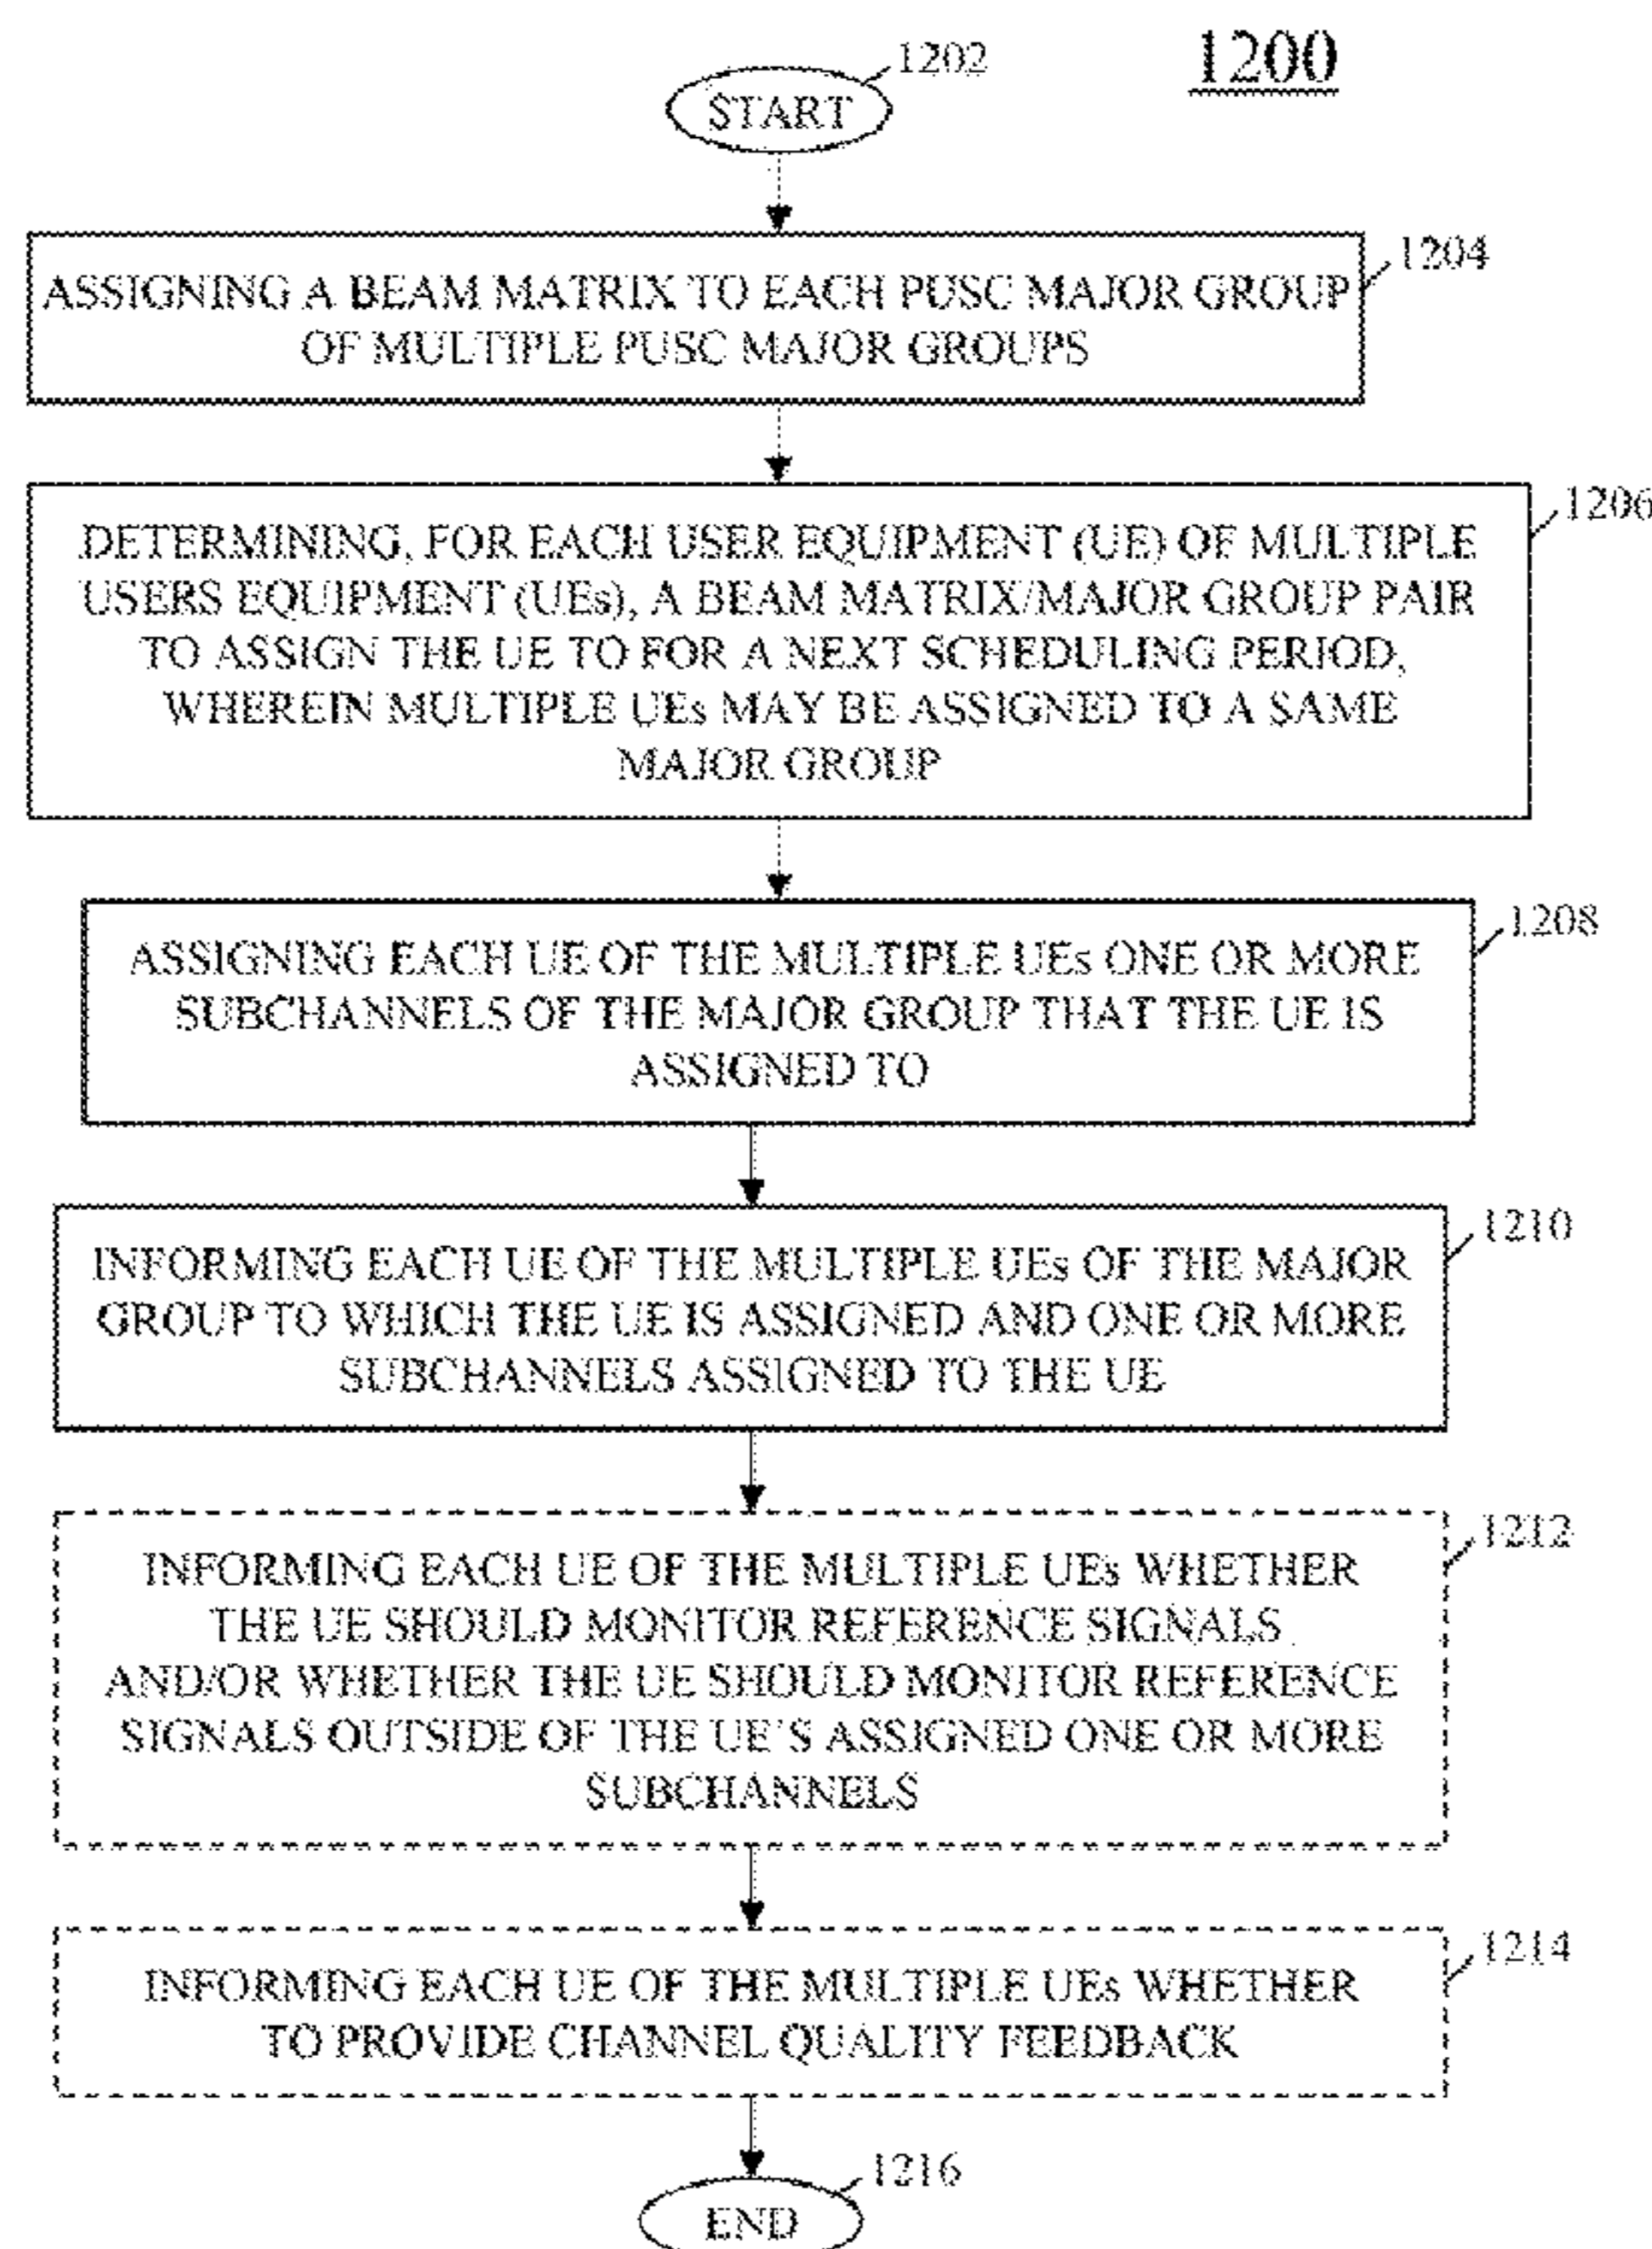 1200
1202
START
1204
ASSIGNING A BEAM MATRIX TO EACH PUSC MAJOR GROUP
OF MULTIPLE PUSC MAJOR GROUPS
1206
DETERMINING, FOR EACH USER EQUIPMENT (UE) OF MULTIPLE
USERS EQUIPMENT (UEs), A BEAM MATRIX/MAJOR GROUP PAIR
TO ASSIGN THE UE TO FOR A NEXT SCHEDULING PERIOD,
WHEREIN MULTIPLE UEs MAY BE ASSIGNED TO A SAME
MAJOR GROUP
1208
ASSIGNING EACH UE OF THE MULTIPLE UEs ONE OR MORE
SUBCHANNELS OF THE MAJOR GROUP THAT THE UE IS
ASSIGNED TO
1210
INFORMING EACH UE OF THE MULTIPLE UEs OF THE MAJOR
GROUP TO WHICH THE UE IS ASSIGNED AND ONE OR MORE
SUBCHANNELS ASSIGNED TO THE UE
1212
INFORMING EACH UE OF THE MULTIPLE UEs WHETHER
THE UE SHOULD MONITOR REFERENCE SIGNALS
AND/OR WHETHER THE UE SHOULD MONITOR REFERENCE
SIGNALS OUTSIDE OF THE UE'S ASSIGNED ONE OR MORE
SUBCHANNELS
1214
INFORMING EACH UE OF THE MULTIPLE UEs WHETHER
TO PROVIDE CHANNEL QUALITY FEEDBACK
1216
END